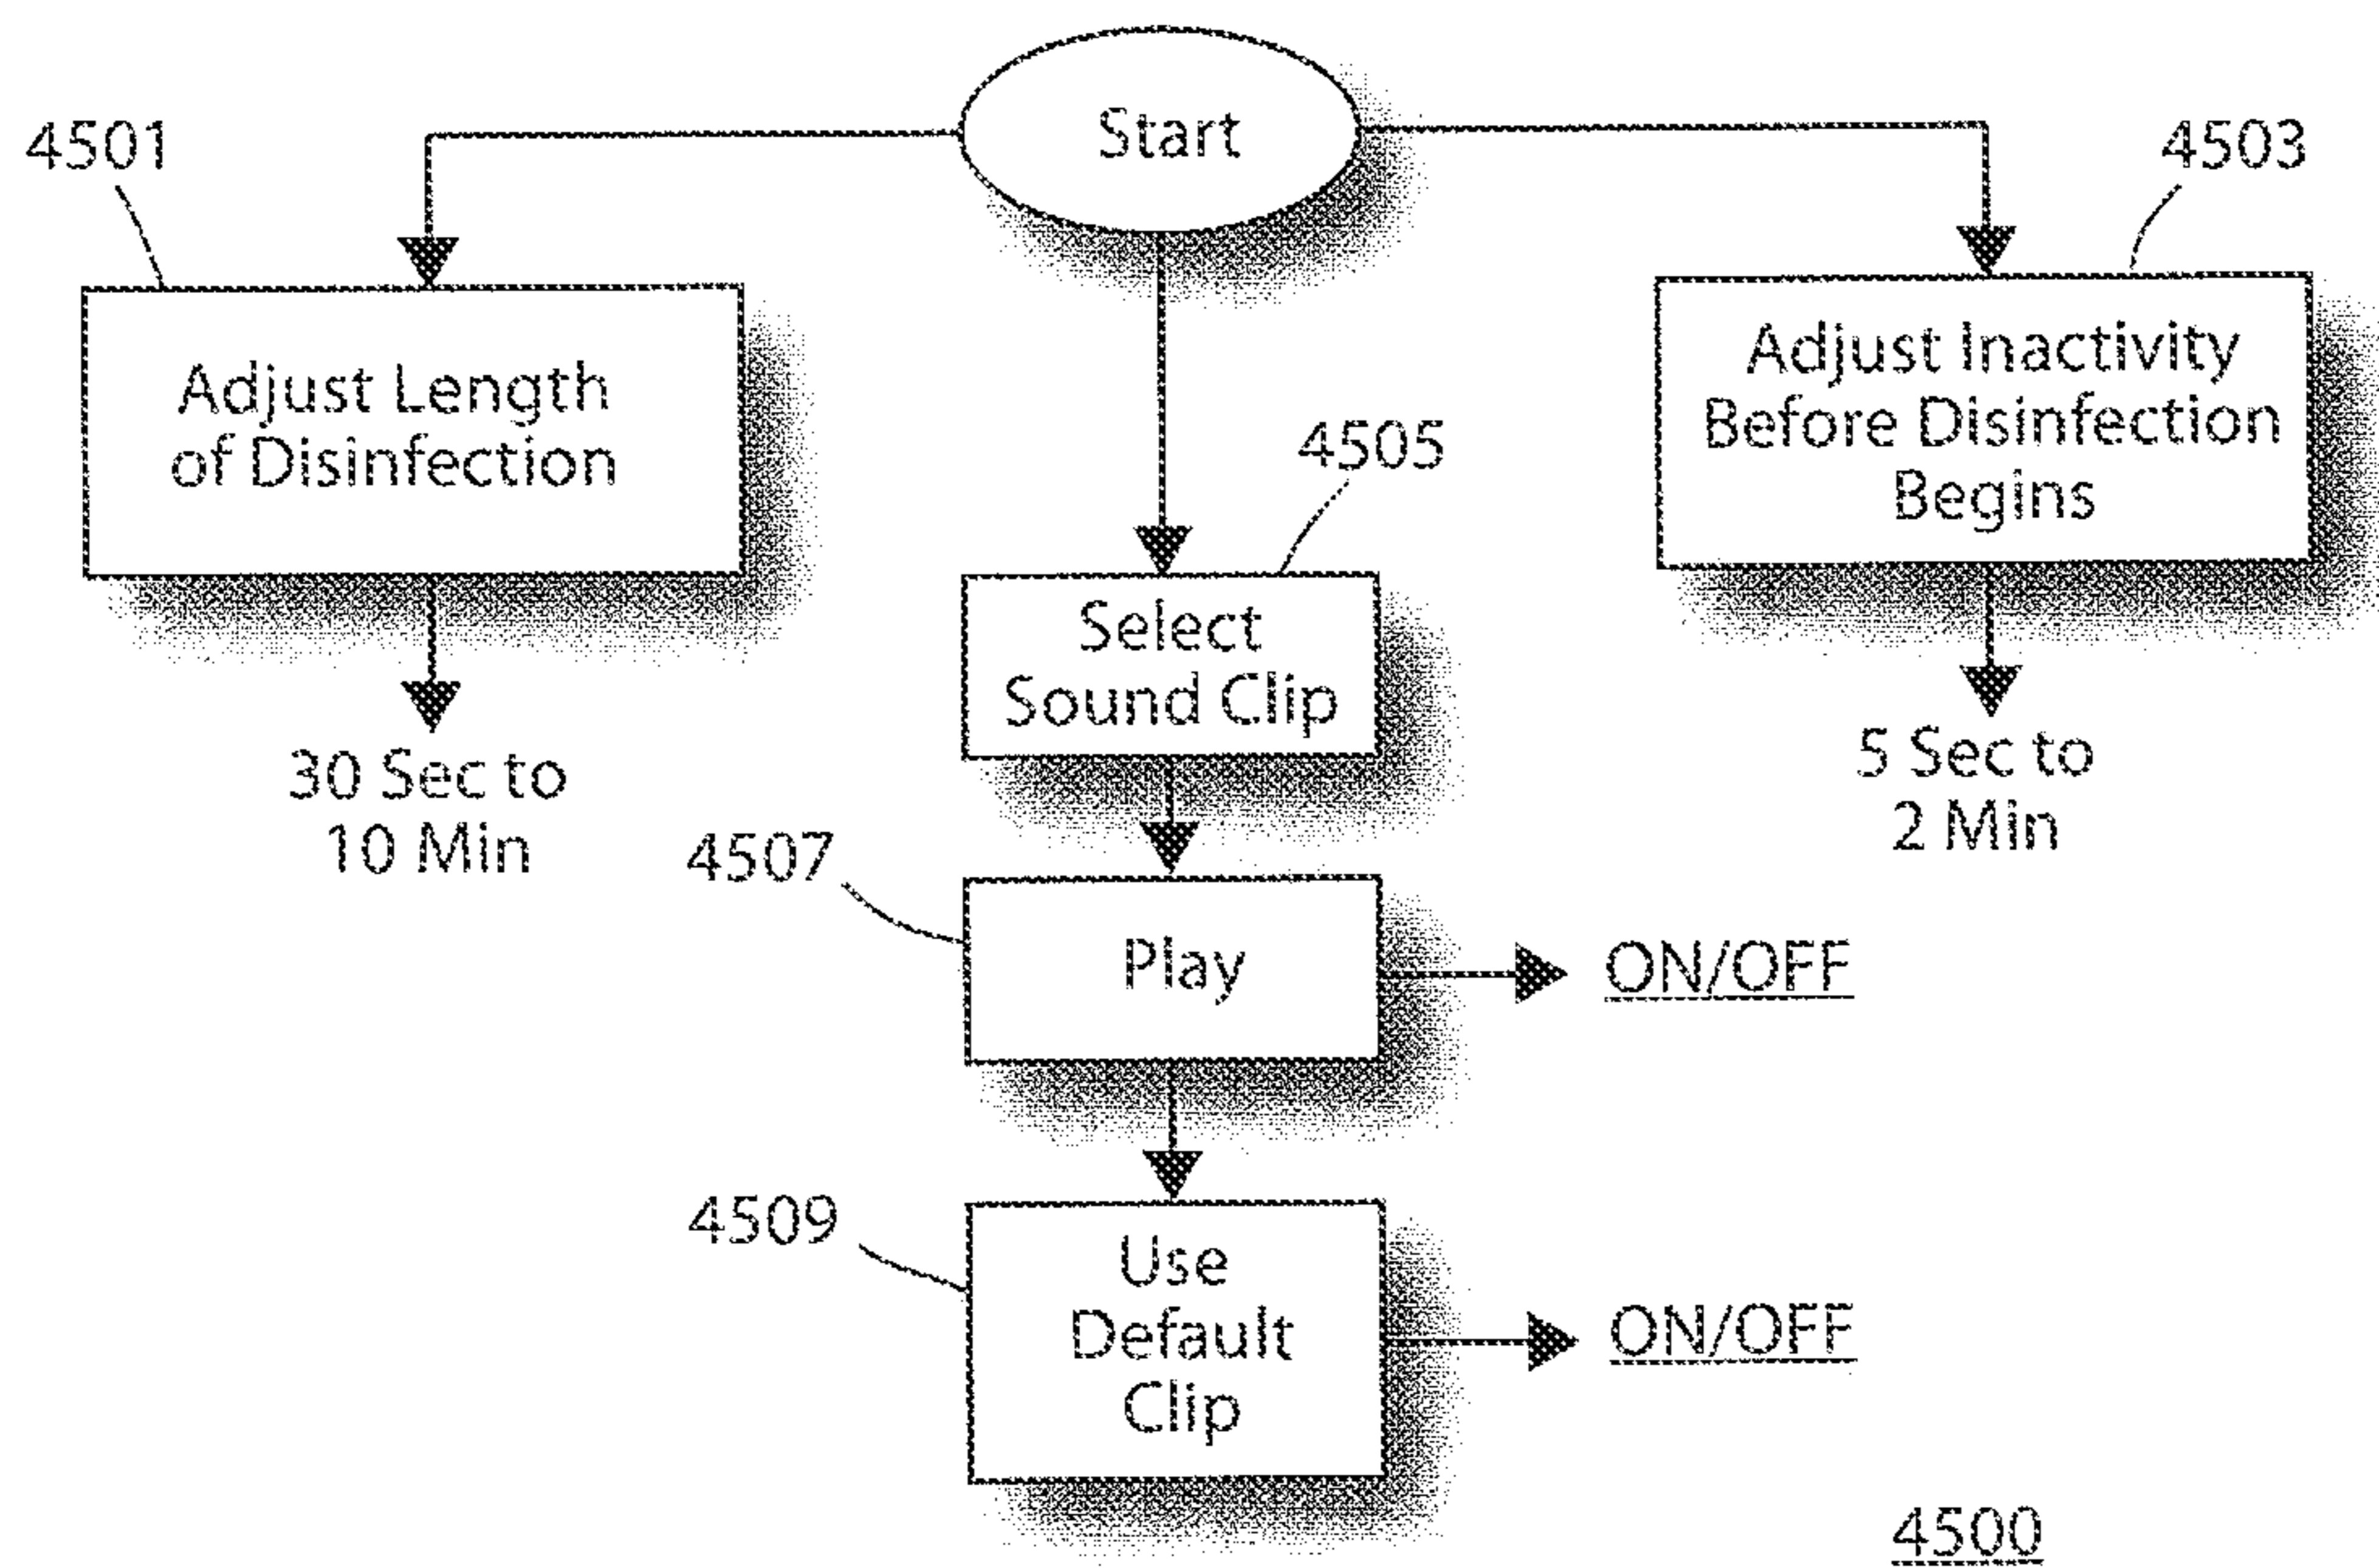 Start
4501
4503
Adjust Length
of Disinfection
Adjust Inactivity
Before Disinfection
Begins
4505
Select
Sound Clip
30 Sec to
10 Min
5 Sec to
2 Min
4507
Play
ON/OFF
4509
Use
Default
Clip
ON/OFF
4500